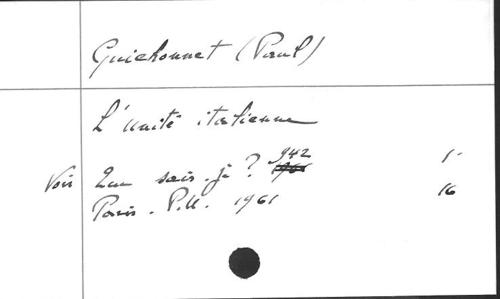 Guichonnet (Paul)
L'unité italienne
Voir Que sais-je ? 942 1-
Paris. P.U. 1961 16